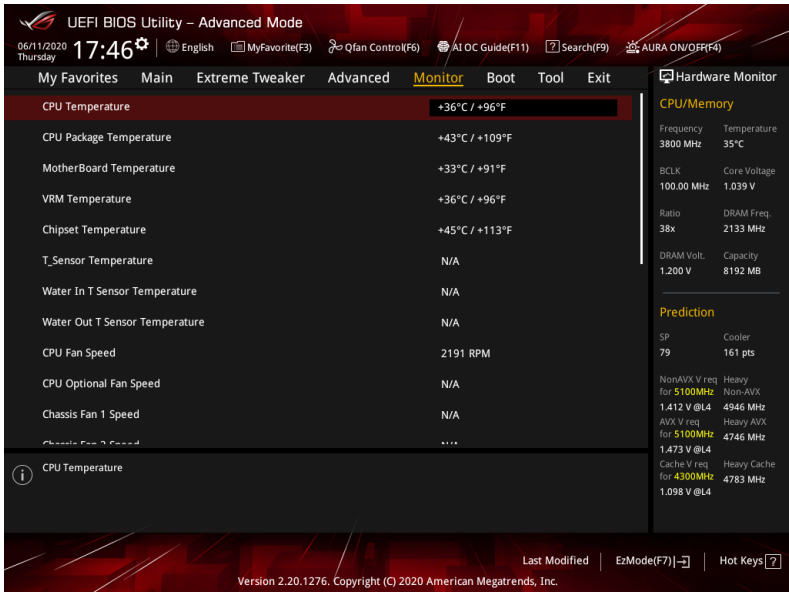 UEFI BIOS Utility – Advanced Mode
06/11/2020
Thursday
17:46
English
MyFavorite(F3)
Qfan Control(F6)
AI OC Guide(F11)
Search(F9)
AURA ON/OFF(F4)
My Favorites Main Extreme Tweaker Advanced Monitor Boot Tool Exit
CPU Temperature +36°C / +96°F
CPU Package Temperature +43°C / +109°F
MotherBoard Temperature +33°C / +91°F
VRM Temperature +36°C / +96°F
Chipset Temperature +45°C / +113°F
T_Sensor Temperature N/A
Water In T Sensor Temperature N/A
Water Out T Sensor Temperature N/A
CPU Fan Speed 2191 RPM
CPU Optional Fan Speed N/A
Chassis Fan 1 Speed N/A
Chassis Fan 2 Speed N/A
CPU Temperature
Hardware Monitor
CPU/Memory
Frequency Temperature
3800 MHz 35°C
BCLK Core Voltage
100.00 MHz 1.039 V
Ratio DRAM Freq.
38x 2133 MHz
DRAM Volt. Capacity
1.200 V 8192 MB
Prediction
SP Cooler
79 161 pts
NonAVX V req Heavy
for 5100MHz Non-AVX
1.412 V @L4 4946 MHz
AVX V req Heavy AVX
for 5100MHz 4746 MHz
1.473 V @L4
Cache V req Heavy Cache
for 4300MHz 4783 MHz
1.098 V @L4
Last Modified
EzMode(F7)
Hot Keys ?
Version 2.20.1276. Copyright (C) 2020 American Megatrends, Inc.